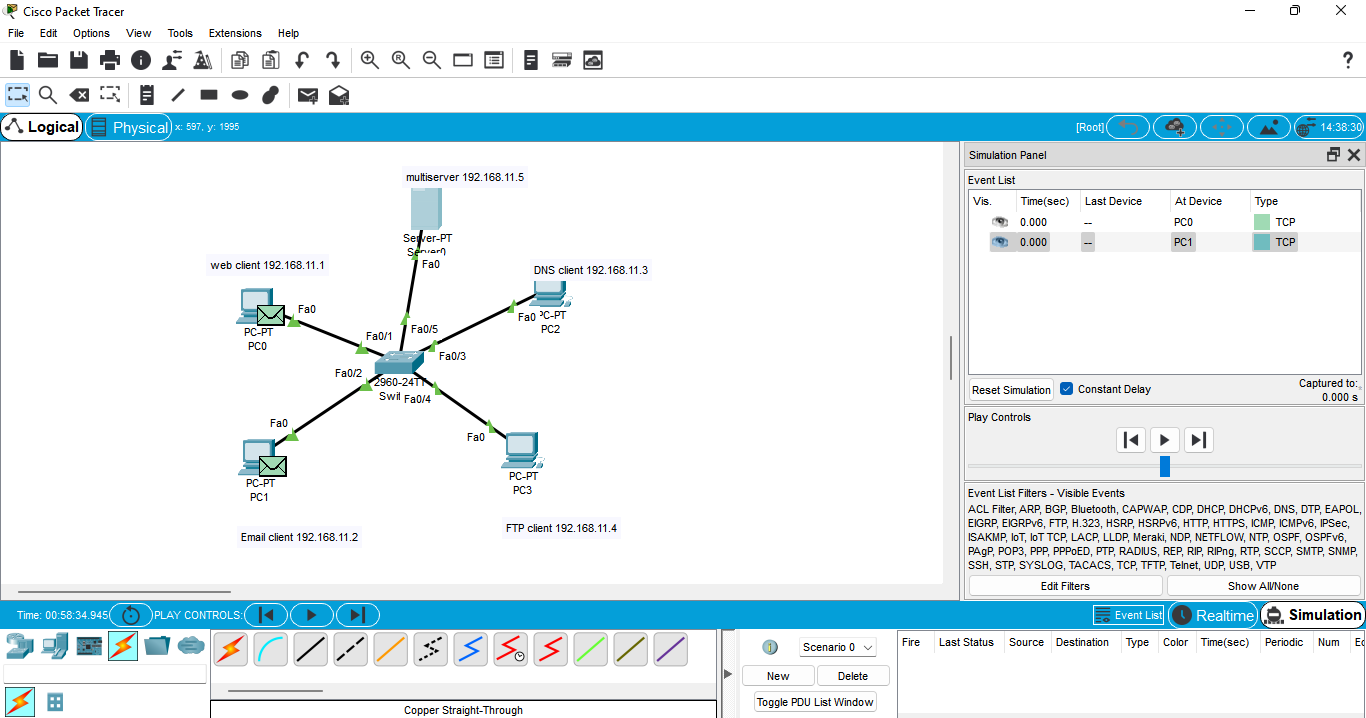 Cisco Packet Tracer
File Edit Options View Tools Extensions Help
Logical Physical x: 597, y: 1995 [Root] 14:38:30
multiserver 192.168.11.5
Server-PT
Server0
Fa0
web client 192.168.11.1
Fa0
PC-PT
PC0
DNS client 192.168.11.3
Fa0
PC-PT
PC2
Fa0/1
Fa0/5
Fa0/3
Fa0/2
2960-24TT
Swit
Fa0/4
Fa0
PC-PT
PC1
Fa0
PC-PT
PC3
Email client 192.168.11.2
FTP client 192.168.11.4
Simulation Panel
Event List
Vis. Time(sec) Last Device At Device Type
0.000 -- PC0 TCP
0.000 -- PC1 TCP
Reset Simulation Constant Delay Captured to:
0.000 s
Play Controls
Event List Filters - Visible Events
ACL Filter, ARP, BGP, Bluetooth, CAPWAP, CDP, DHCP, DHCPv6, DNS, DTP, EAPOL,
EIGRP, EIGRPv6, FTP, H.323, HSRP, HSRPv6, HTTP, HTTPS, ICMP, ICMPv6, IPSec,
ISAKMP, IoT, IoT TCP, LACP, LLDP, Meraki, NDP, NETFLOW, NTP, OSPF, OSPFv6,
PAgP, POP3, PPP, PPPoED, PTP, RADIUS, REP, RIP, RIPng, RTP, SCCP, SMTP, SNMP,
SSH, STP, SYSLOG, TACACS, TCP, TFTP, Telnet, UDP, USB, VTP
Edit Filters Show All/None
Time: 00:58:34.945 PLAY CONTROLS: Event List Realtime Simulation
Scenario 0
New Delete
Toggle PDU List Window
Fire Last Status Source Destination Type Color Time(sec) Periodic Num
Copper Straight-Through